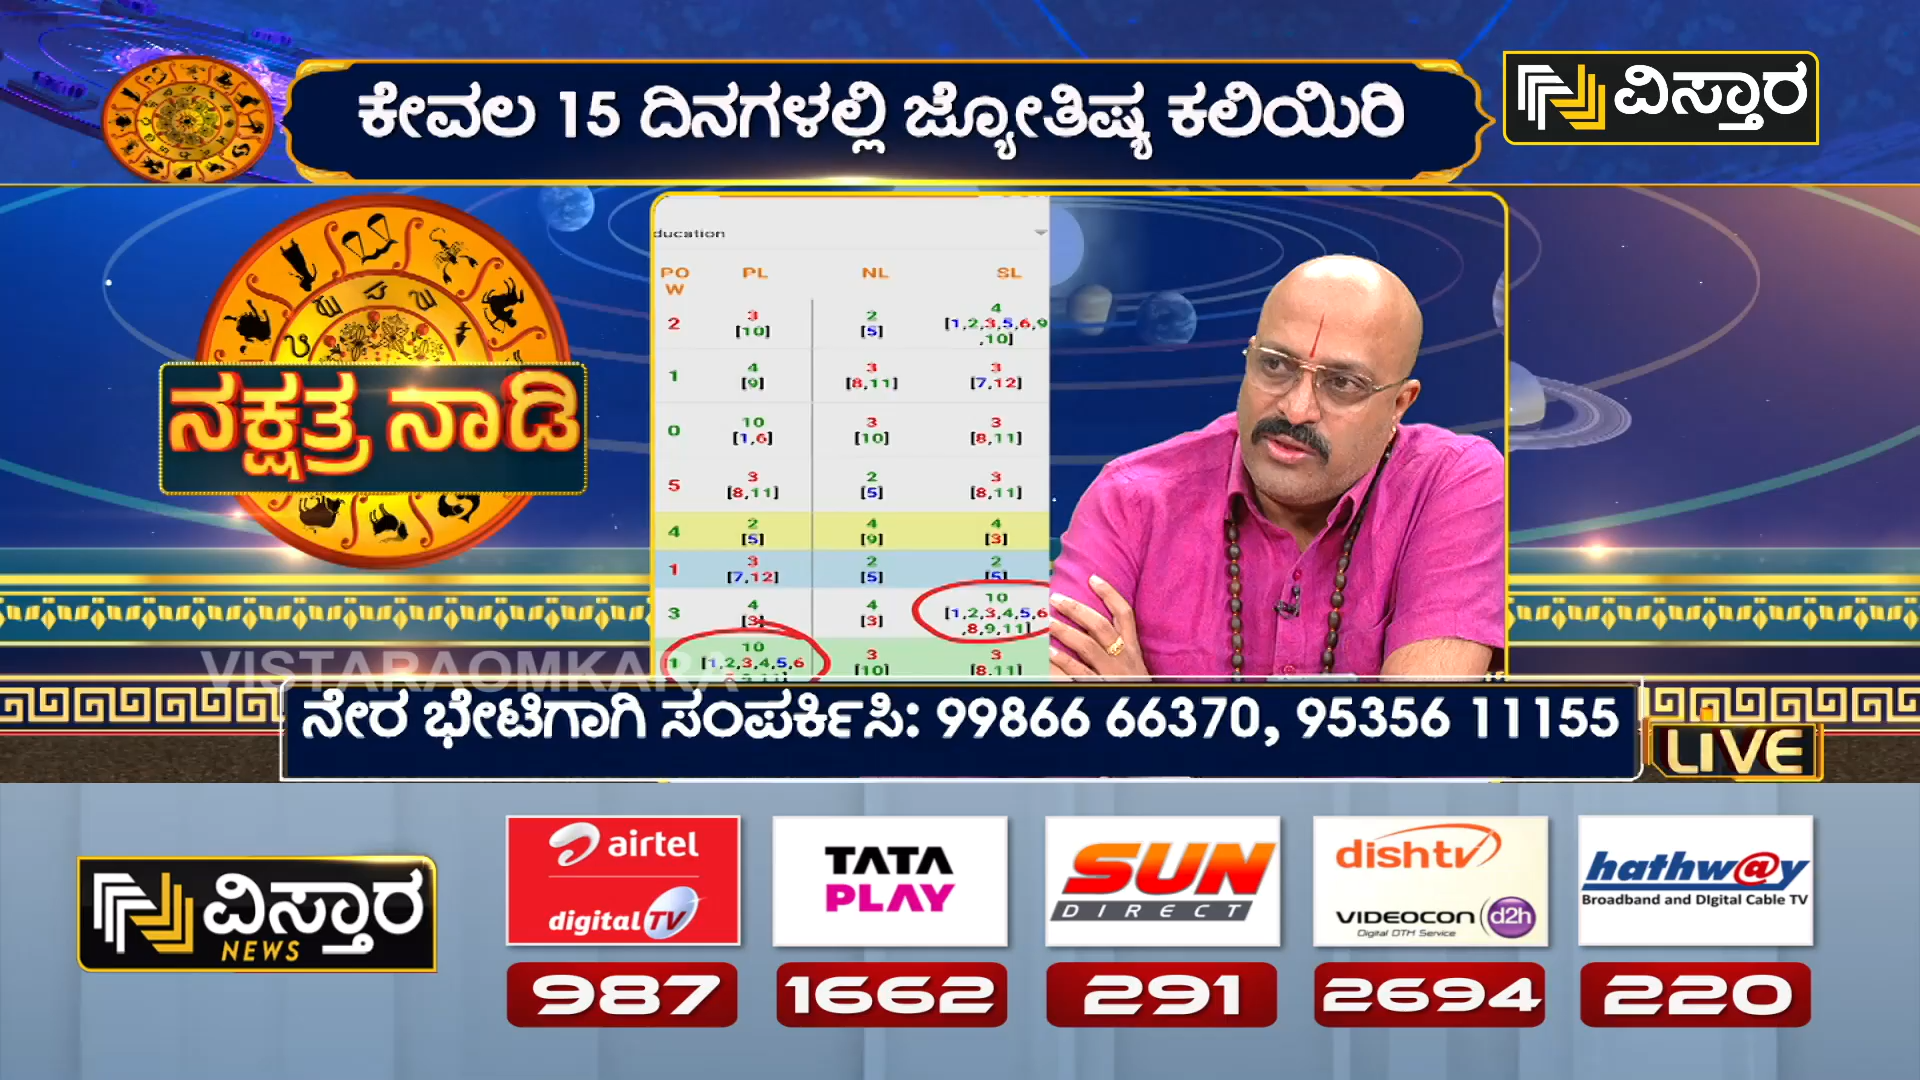 ಕೇವಲ 15 ದಿನಗಳಲ್ಲಿ ಜ್ಯೋತಿಷ್ಯ ಕಲಿಯಿರಿ
ವಿಸ್ತಾರ
ನಕ್ಷತ್ರ ನಾಡಿ
ducation
POW PL NL SL
2 3 [10] 2 [5] 4 [1,2,3,5,6,9,10]
1 4 [9] 3 [8,11] 3 [7,12]
0 10 [1,6] 3 [10] 3 [8,11]
5 3 [8,11] 2 [5] 3 [8,11]
4 2 [5] 4 [9] 4 [3]
1 3 [7,12] 2 [5] 2 [5]
3 4 [3] 4 [3] 10 [1,2,3,4,5,6,8,9,11]
1 10 [1,2,3,4,5,6 3 [10] 3 [8,11]
VISTARAOMKARA
ನೇರ ಭೇಟಿಗಾಗಿ ಸಂಪರ್ಕಿಸಿ: 99866 66370, 95356 11155
LIVE
ವಿಸ್ತಾರ
NEWS
airtel
digital TV
987
TATA
PLAY
1662
SUN
DIRECT
291
dishtv
VIDEOCON d2h
Digital DTH Service
2694
hathw@y
Broadband and DIgital Cable TV
220